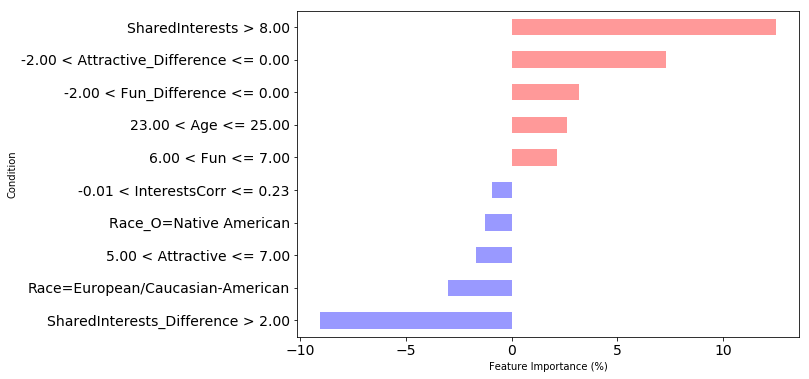 SharedInterests > 8.00
-2.00 < Attractive_Difference <= 0.00
-2.00 < Fun_Difference <= 0.00
23.00 < Age <= 25.00
6.00 < Fun <= 7.00
-0.01 < InterestsCorr <= 0.23
Race_O=Native American
5.00 < Attractive <= 7.00
Race=European/Caucasian-American
SharedInterests_Difference > 2.00
Condition
−10 −5 0 5 10
Feature Importance (%)